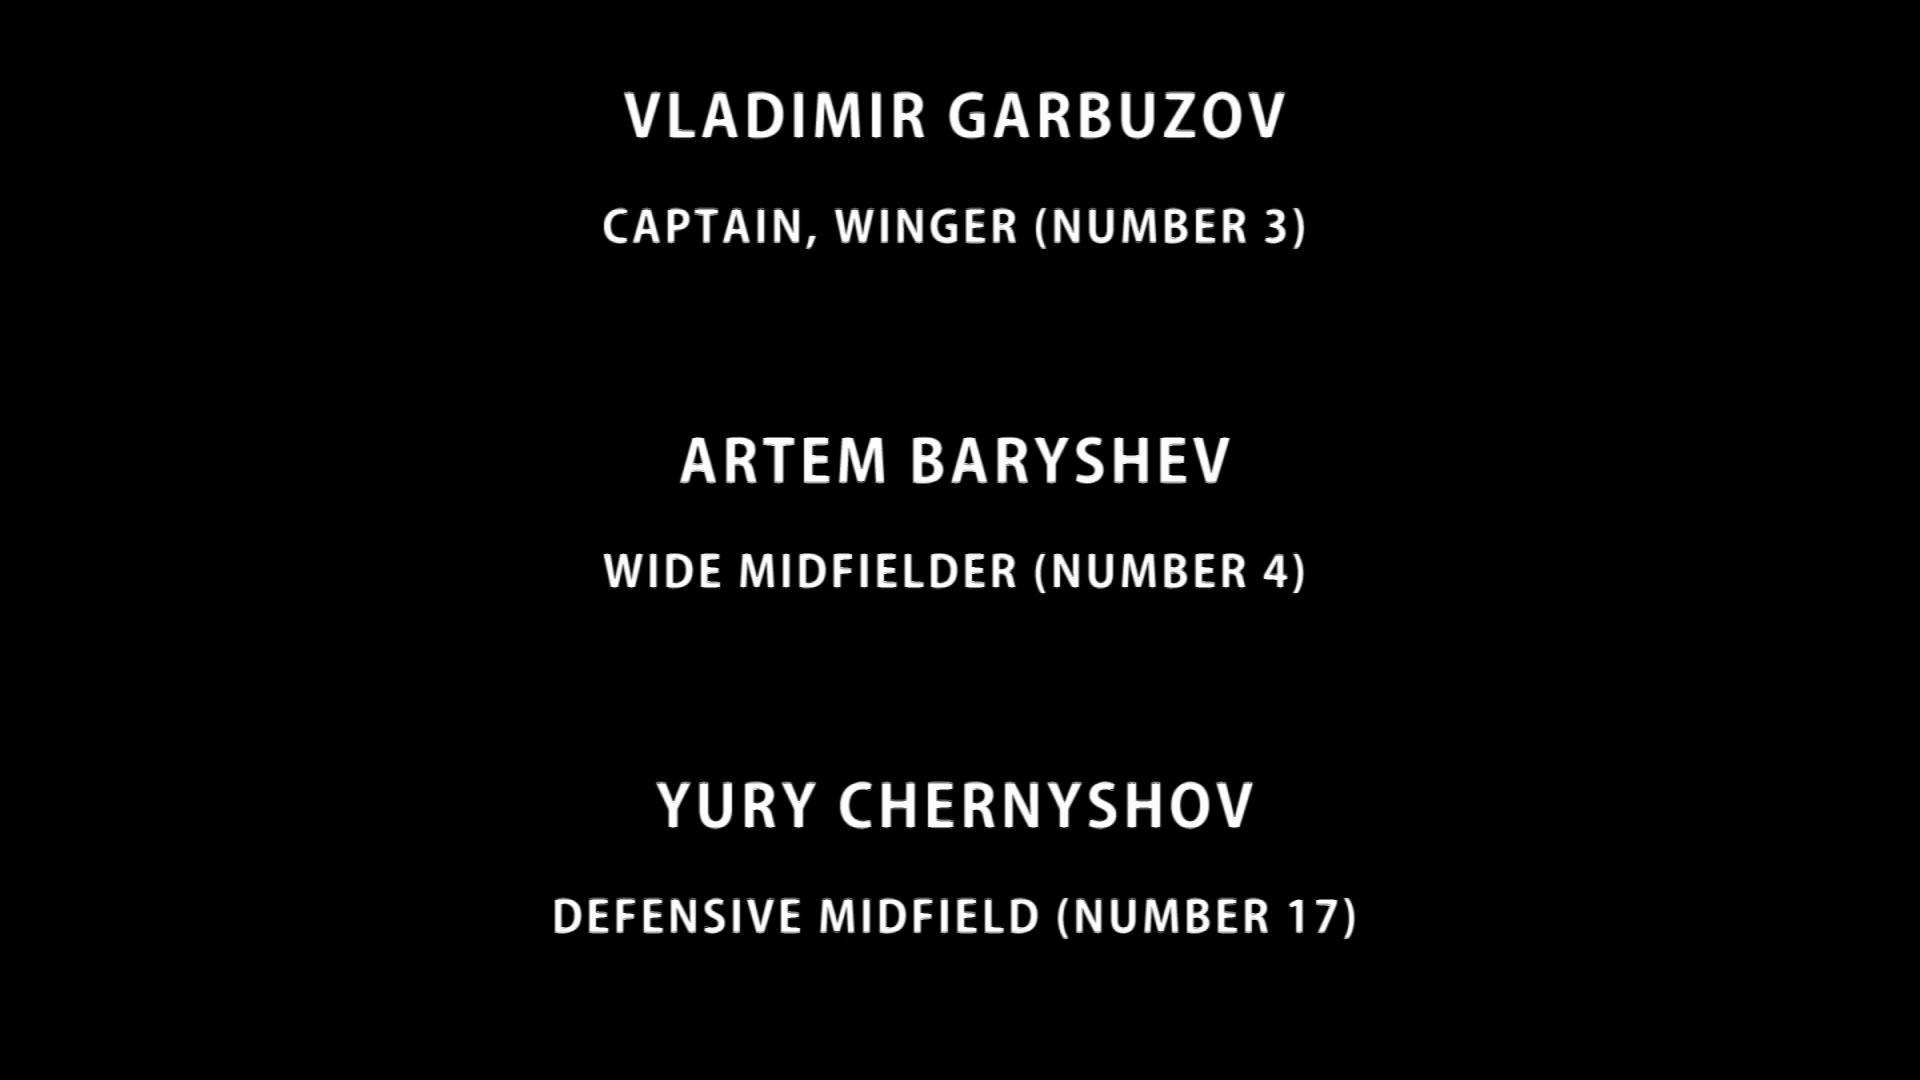 VLADIMIR GARBUZOV
CAPTAIN, WINGER (NUMBER 3)
ARTEM BARYSHEV
WIDE MIDFIELDER (NUMBER 4)
YURY CHERNYSHOV
DEFENSIVE MIDFIELD (NUMBER 17)